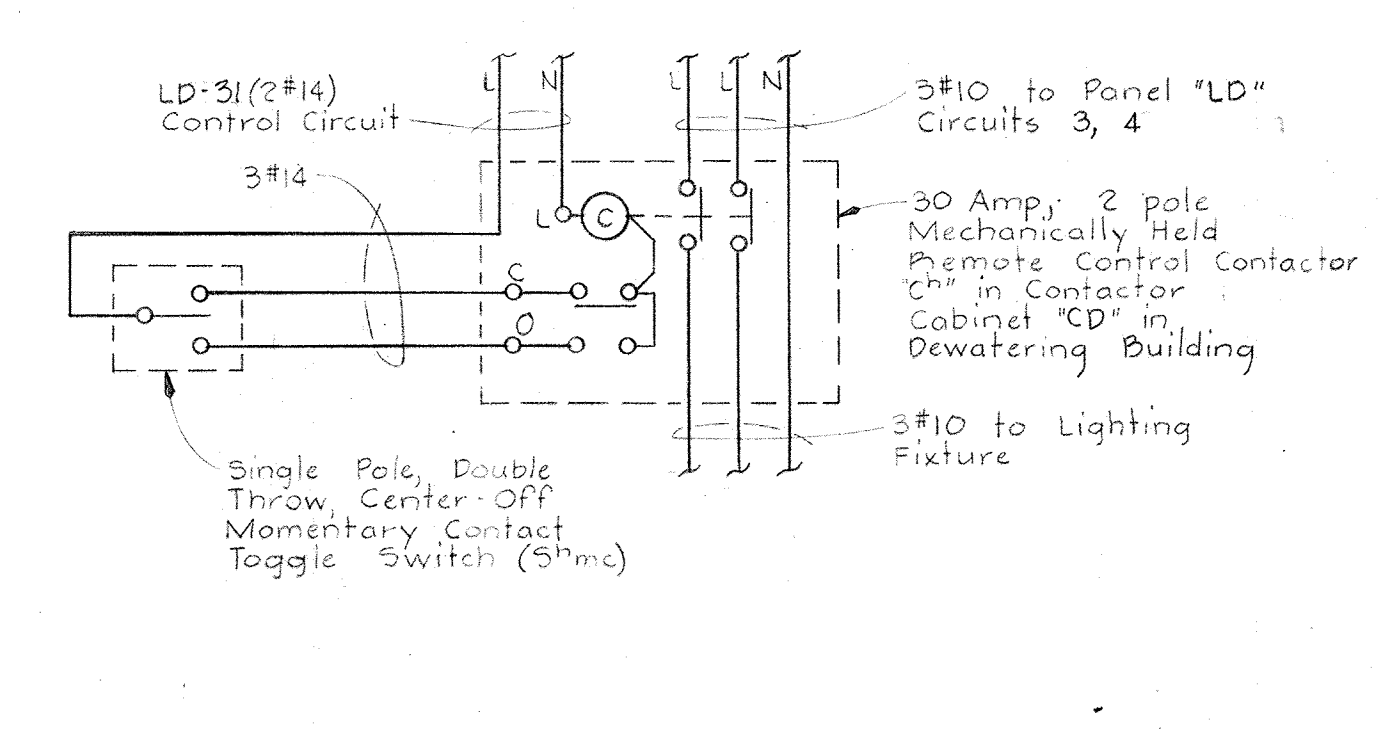 LD-31(2#14)
Control Circuit
L N L L N
3#10 to Panel "LD"
Circuits 3, 4
3#14
30 Amp, 2 pole
Mechanically Held
Remote Control Contactor
"Ch" in Contactor
Cabinet "CD" in
Dewatering Building
L C
C
O
3#10 to Lighting
Fixture
Single Pole, Double
Throw, Center-Off
Momentary Contact
Toggle Switch (Shmc)